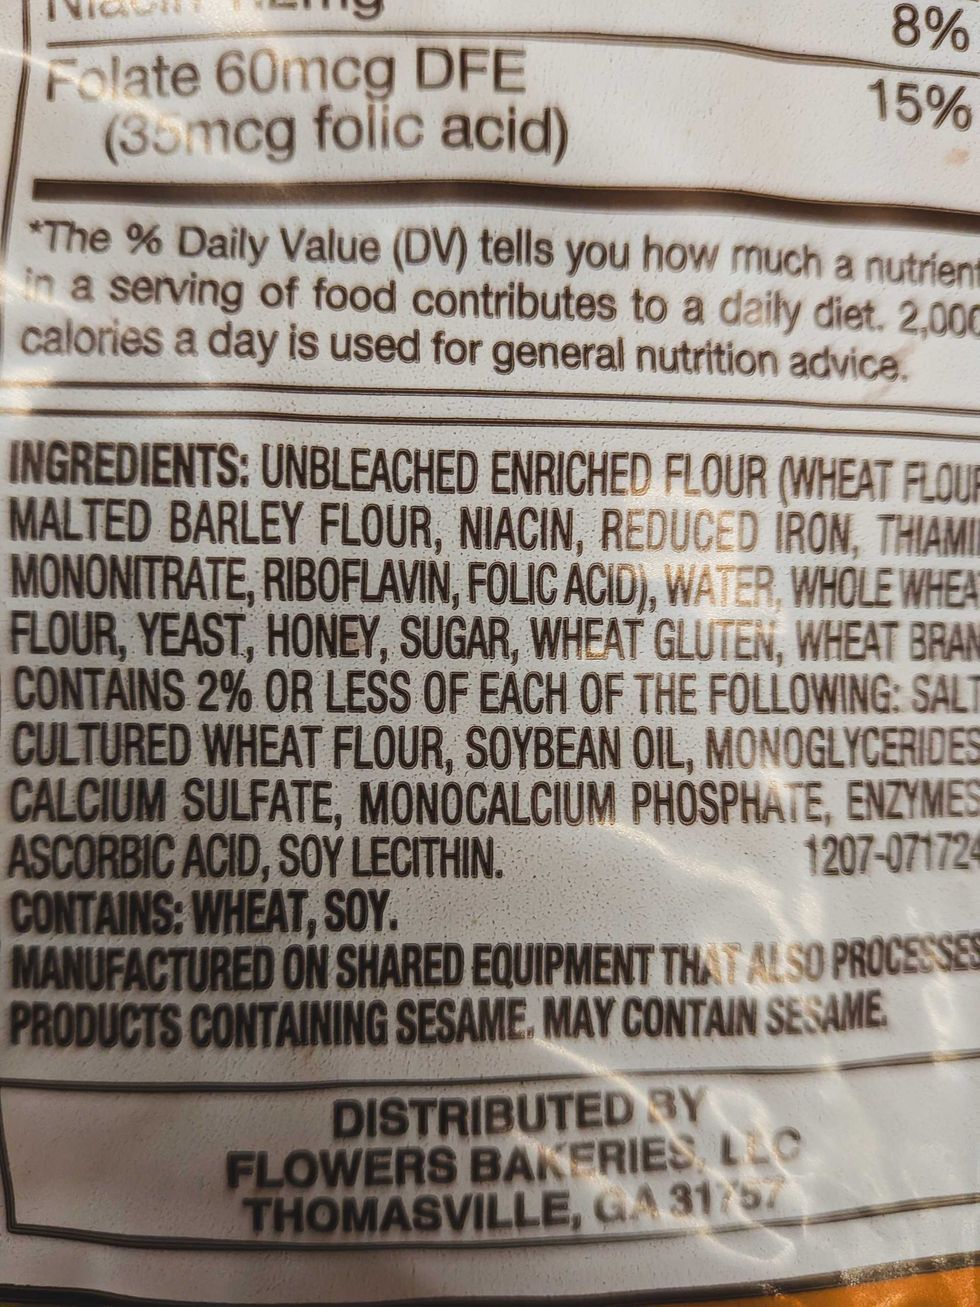 8%
Folate 60mcg DFE 15%
(35mcg folic acid)
*The % Daily Value (DV) tells you how much a nutrient
in a serving of food contributes to a daily diet. 2,000
calories a day is used for general nutrition advice.
INGREDIENTS: UNBLEACHED ENRICHED FLOUR (WHEAT FLOUR
MALTED BARLEY FLOUR, NIACIN, REDUCED IRON, THIAMI
MONONITRATE, RIBOFLAVIN, FOLIC ACID), WATER, WHOLE WHEA
FLOUR, YEAST, HONEY, SUGAR, WHEAT GLUTEN, WHEAT BRAN
CONTAINS 2% OR LESS OF EACH OF THE FOLLOWING: SALT
CULTURED WHEAT FLOUR, SOYBEAN OIL, MONOGLYCERIDES
CALCIUM SULFATE, MONOCALCIUM PHOSPHATE, ENZYMES
ASCORBIC ACID, SOY LECITHIN. 1207-071724
CONTAINS: WHEAT, SOY.
MANUFACTURED ON SHARED EQUIPMENT THAT ALSO PROCESSES
PRODUCTS CONTAINING SESAME. MAY CONTAIN SESAME.
DISTRIBUTED BY
FLOWERS BAKERIES, LLC
THOMASVILLE, GA 31757